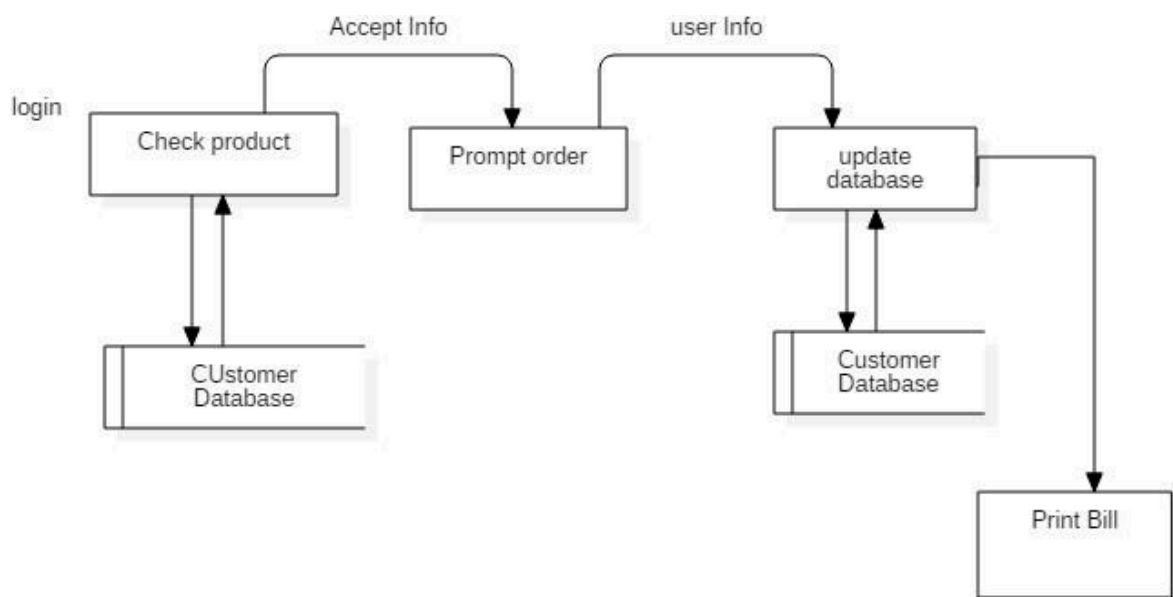 Accept Info
user Info
login
Check product
Prompt order
update
database
CUstomer
Database
Customer
Database
Print Bill